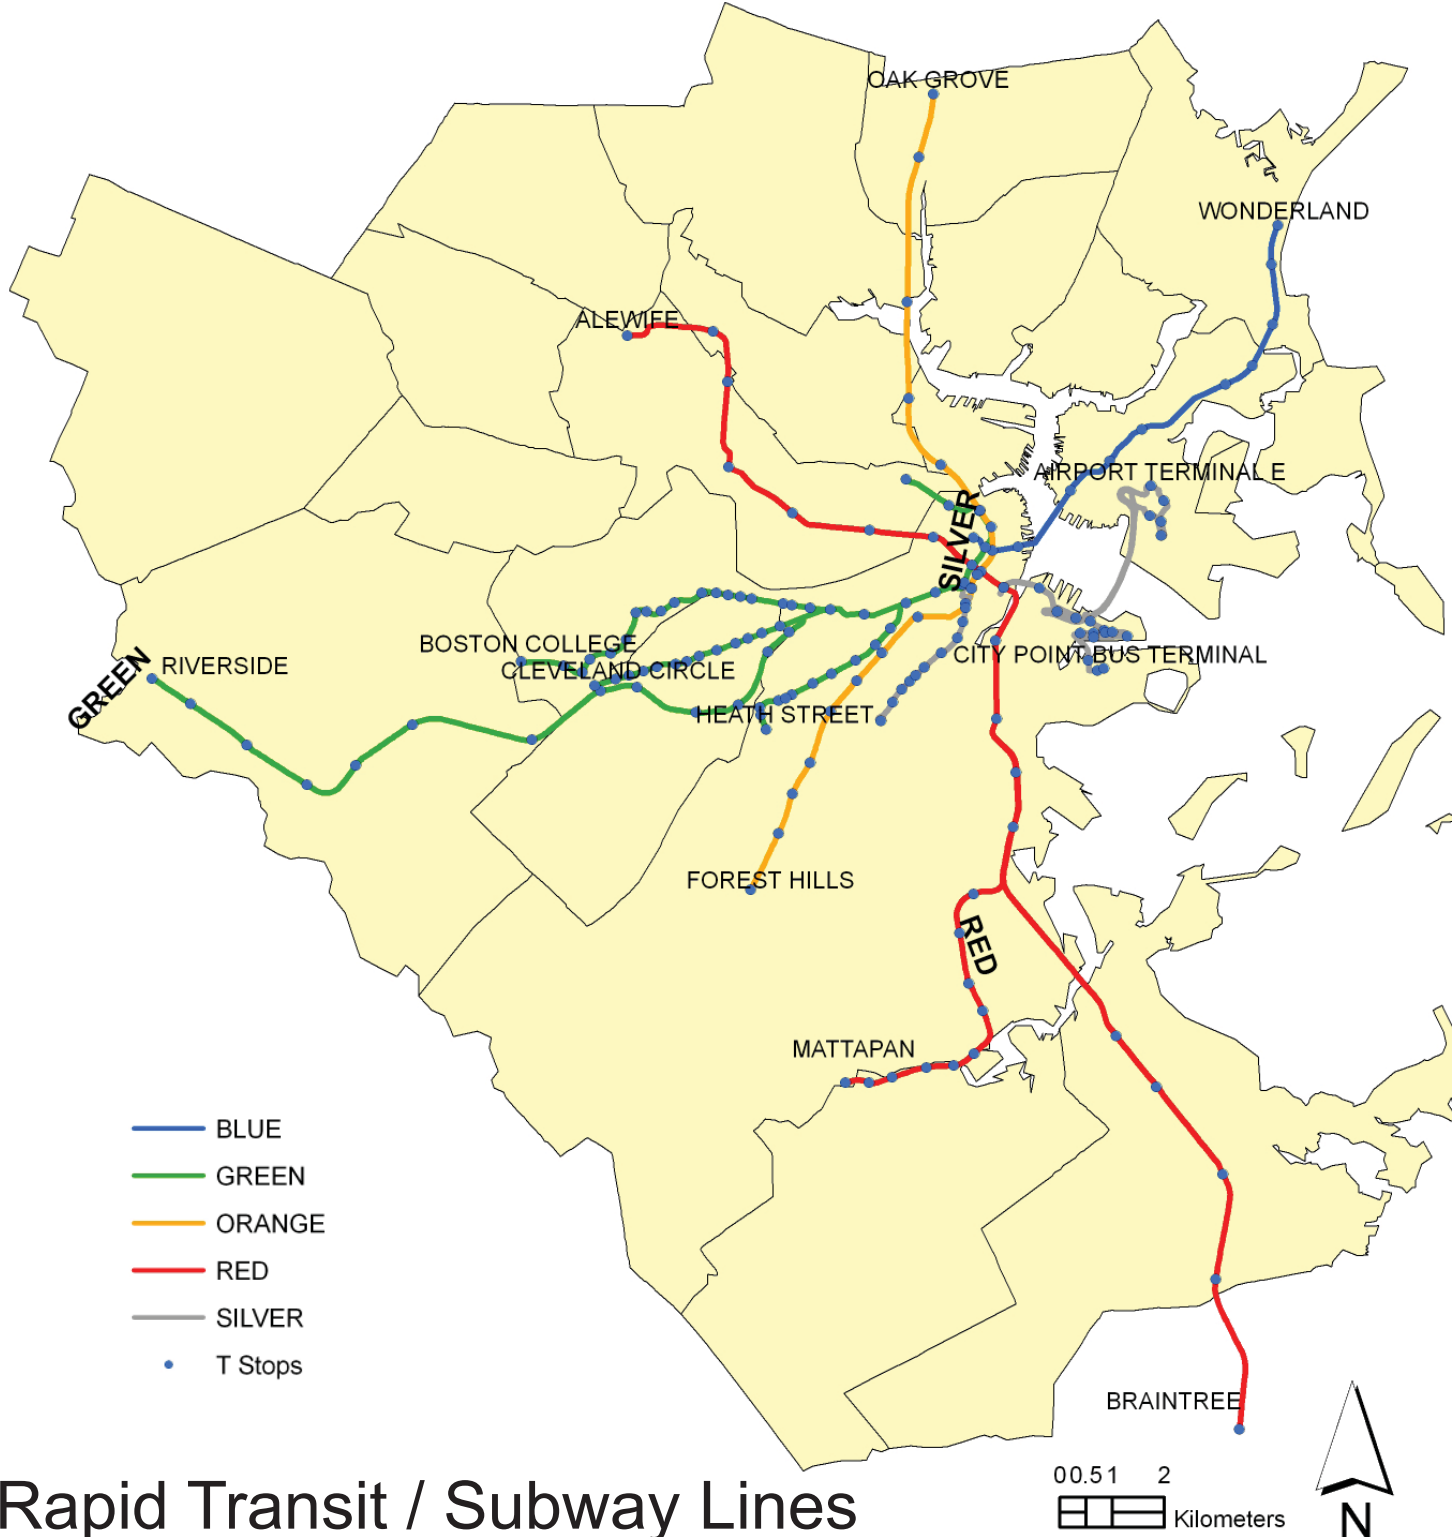 OAK GROVE
WONDERLAND
ALEWIFE
AIRPORT TERMINAL E
SILVER
BOSTON COLLEGE
CITY POINT BUS TERMINAL
GREEN
RIVERSIDE
CLEVELAND CIRCLE
HEATH STREET
FOREST HILLS
RED
MATTAPAN
BLUE
GREEN
ORANGE
RED
SILVER
T Stops
BRAINTREE
0 0.5 1 2
Kilometers
N
Rapid Transit / Subway Lines